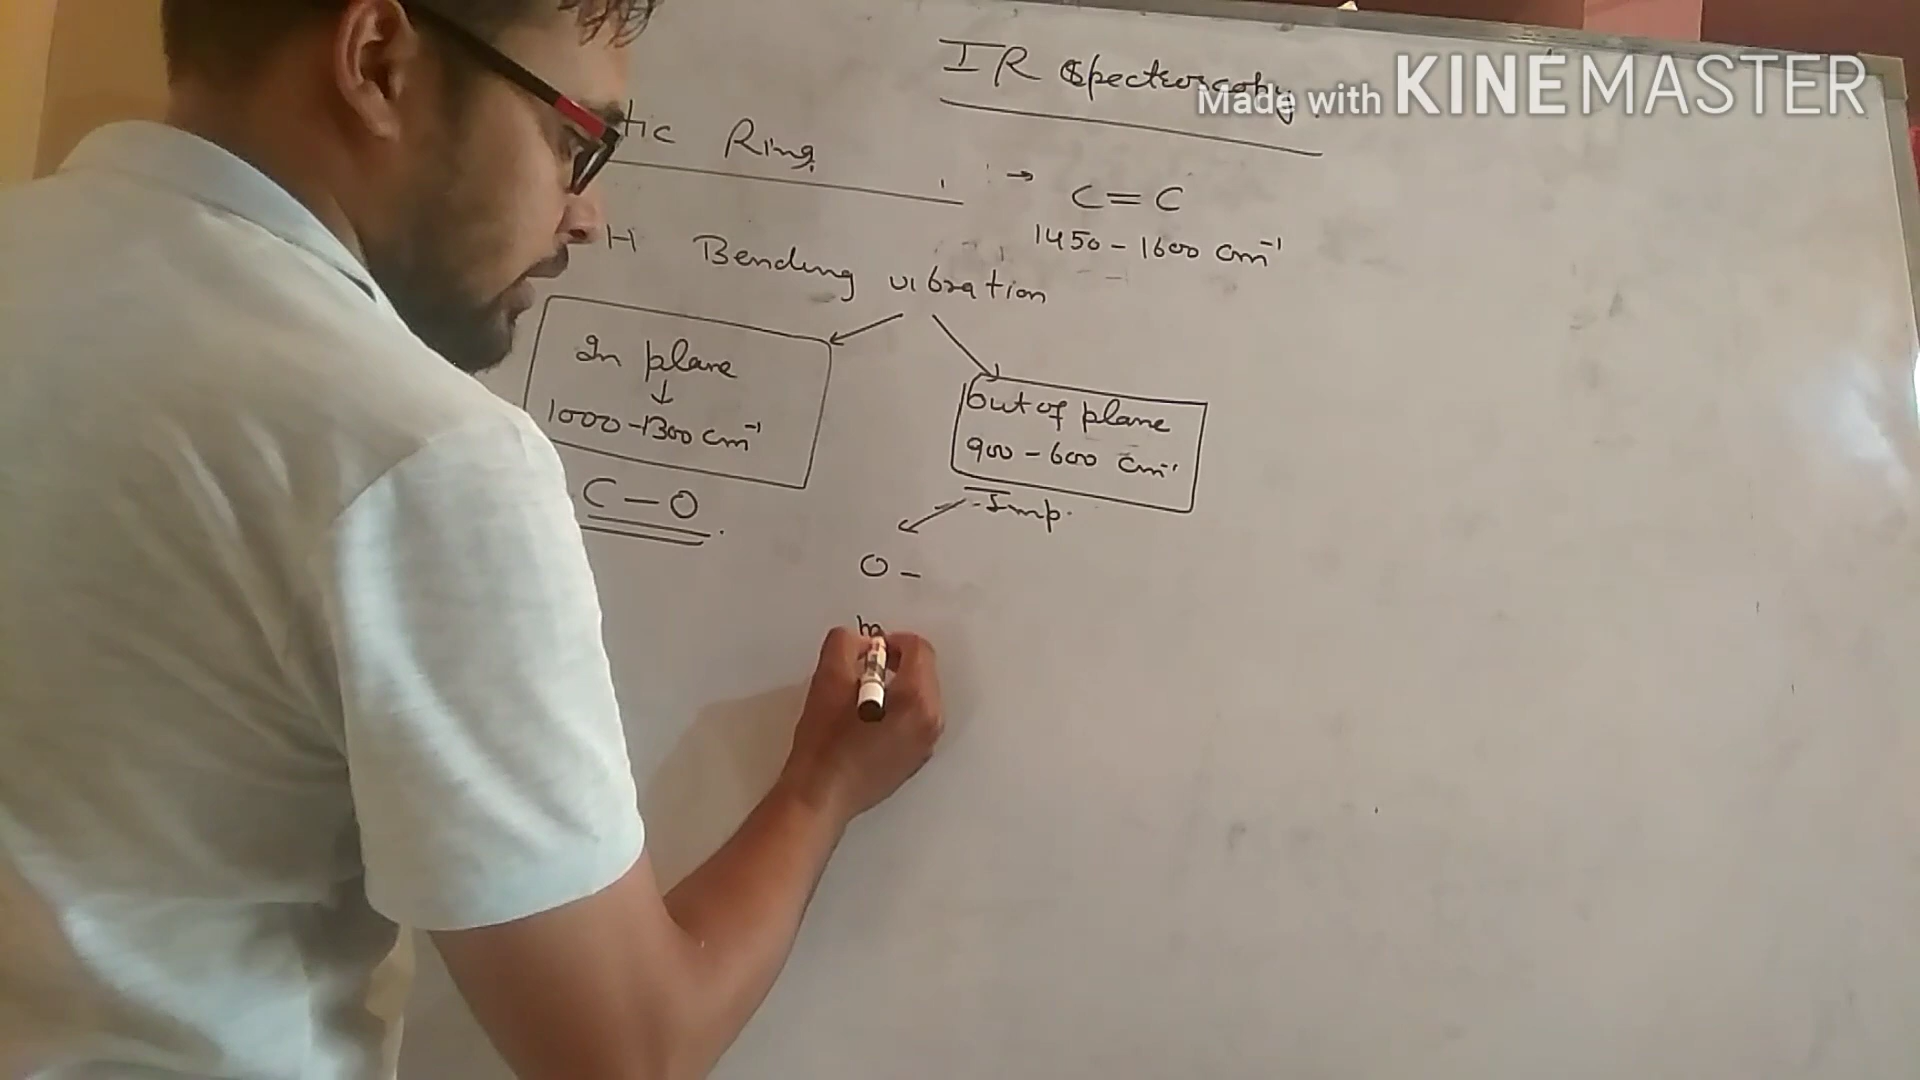 IR Spectroscopy.
Made with KINEMASTER
tic Ring
→ C=C
1450-1600 cm⁻¹
H Bending vibration
In plane
↓
1000-1300 cm⁻¹
out of plane
900-600 cm⁻¹
C-O
Imp.
O-
m